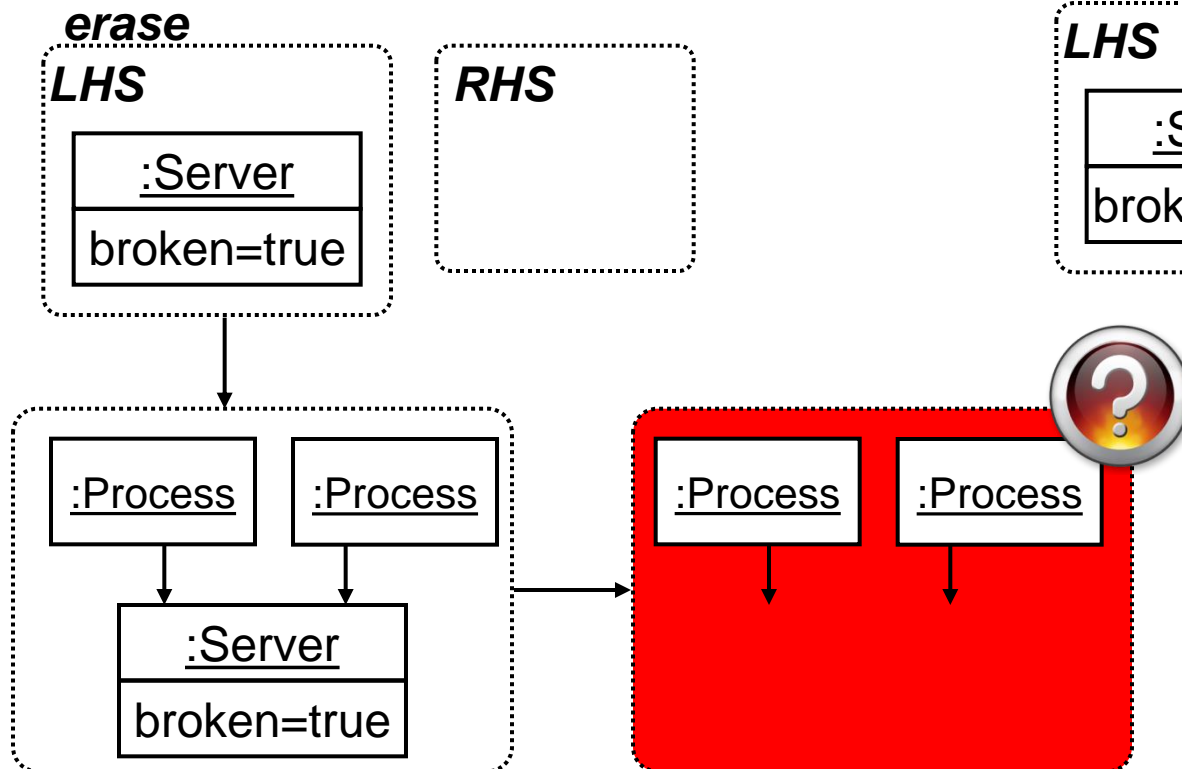 erase
LHS
RHS
LHS
:Server
broken=true
:Process
:Process
:Process
:Process
:Server
broken=true